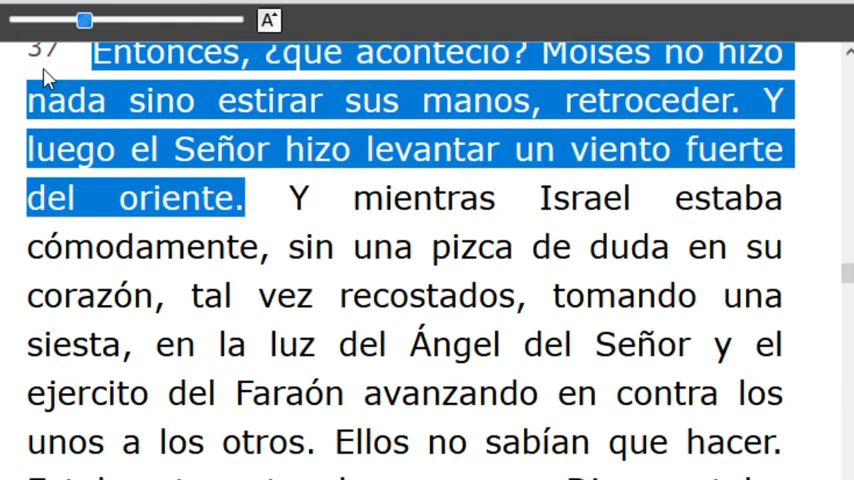 A
37 Entonces, ¿qué aconteció? Moisés no hizo
nada sino estirar sus manos, retroceder. Y
luego el Señor hizo levantar un viento fuerte
del oriente. Y mientras Israel estaba
cómodamente, sin una pizca de duda en su
corazón, tal vez recostados, tomando una
siesta, en la luz del Ángel del Señor y el
ejercito del Faraón avanzando en contra los
unos a los otros. Ellos no sabían que hacer.